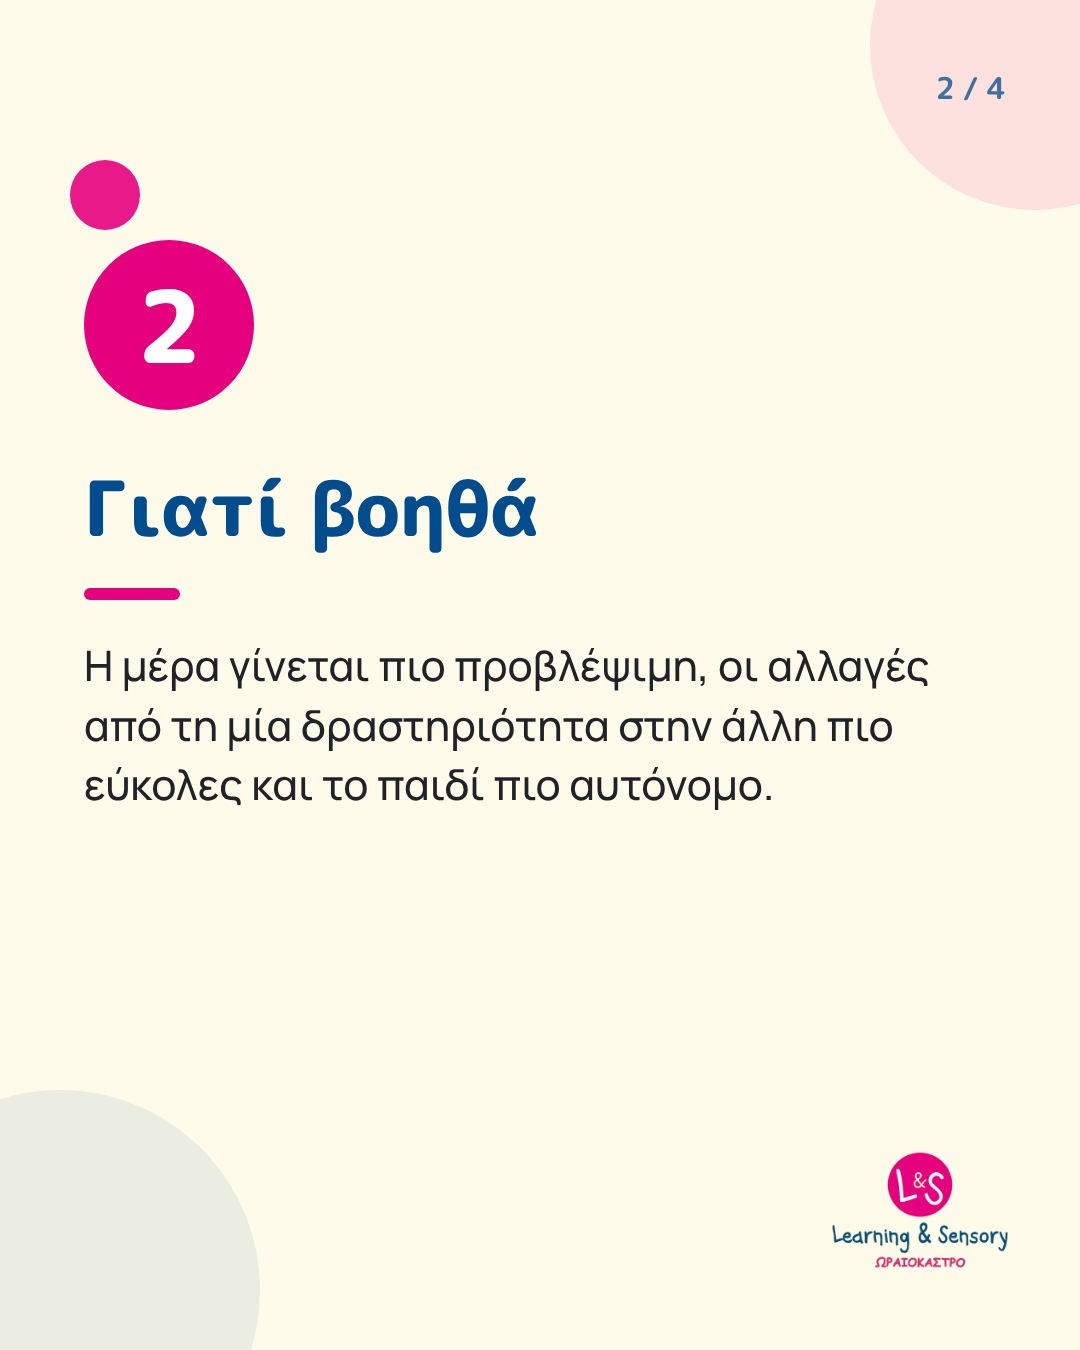 2 / 4
2
Γιατί βοηθά
Η μέρα γίνεται πιο προβλέψιμη, οι αλλαγές
από τη μία δραστηριότητα στην άλλη πιο
εύκολες και το παιδί πιο αυτόνομο.
L&S
Learning & Sensory
ΩΡΑΙΟΚΑΣΤΡΟ